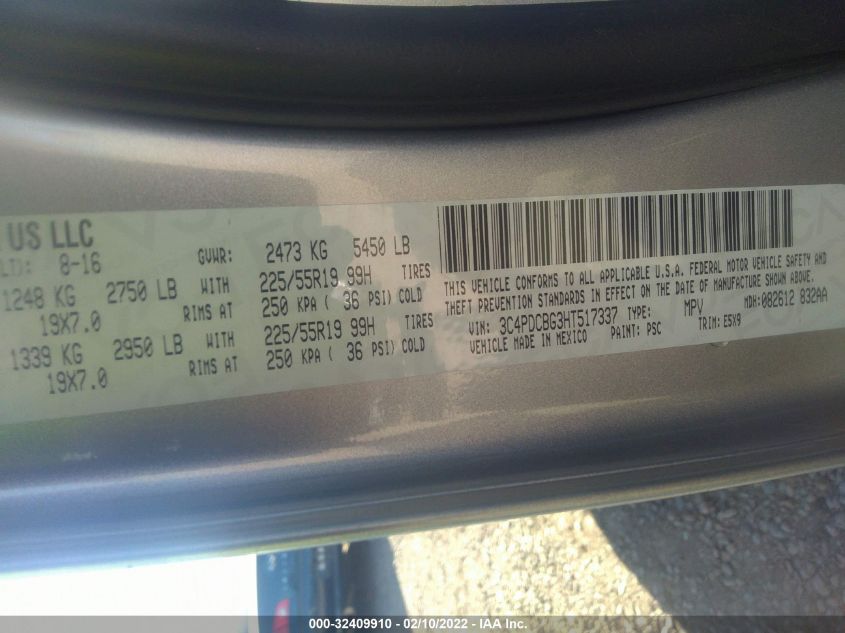 US LLC
LD: 8-16
GVWR: 2473 KG 5450 LB
1248 KG 2750 LB WITH 225/55R19 99H TIRES
19X7.0 RIMS AT 250 KPA ( 36 PSI) COLD
1339 KG 2950 LB WITH 225/55R19 99H TIRES
19X7.0 RIMS AT 250 KPA ( 36 PSI) COLD
THIS VEHICLE CONFORMS TO ALL APPLICABLE U.S.A. FEDERAL MOTOR VEHICLE SAFETY AND
THEFT PREVENTION STANDARDS IN EFFECT ON THE DATE OF MANUFACTURE SHOWN ABOVE.
VIN: 3C4PDCBG3HT517337 TYPE: MPV MDH: 082612 832AA
VEHICLE MADE IN MEXICO PAINT: PSC TRIM: E5X9
000-32409910 - 02/10/2022 - IAA Inc.